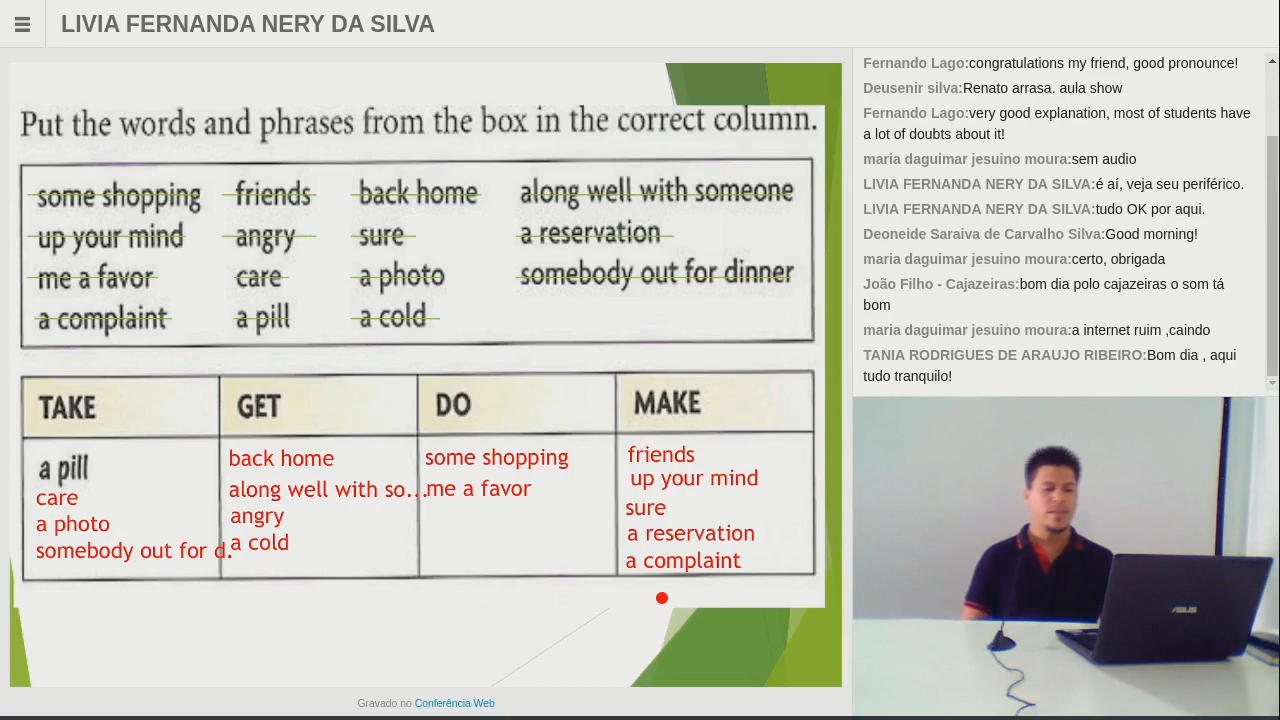 LIVIA FERNANDA NERY DA SILVA
Put the words and phrases from the box in the correct column.
some shopping friends back home along well with someone
up your mind angry sure a reservation
me a favor care a photo somebody out for dinner
a complaint a pill a cold
TAKE GET DO MAKE
a pill
care
a photo
somebody out for d.
back home
along well with so...
angry
a cold
some shopping
me a favor
friends
up your mind
sure
a reservation
a complaint
Gravado no Conferência Web
Fernando Lago:congratulations my friend, good pronounce!
Deusenir silva:Renato arrasa. aula show
Fernando Lago:very good explanation, most of students have
a lot of doubts about it!
maria daguimar jesuino moura:sem audio
LIVIA FERNANDA NERY DA SILVA:é aí, veja seu periférico.
LIVIA FERNANDA NERY DA SILVA:tudo OK por aqui.
Deoneide Saraiva de Carvalho Silva:Good morning!
maria daguimar jesuino moura:certo, obrigada
João Filho - Cajazeiras:bom dia polo cajazeiras o som tá
bom
maria daguimar jesuino moura:a internet ruim ,caindo
TANIA RODRIGUES DE ARAUJO RIBEIRO:Bom dia , aqui
tudo tranquilo!
ASUS